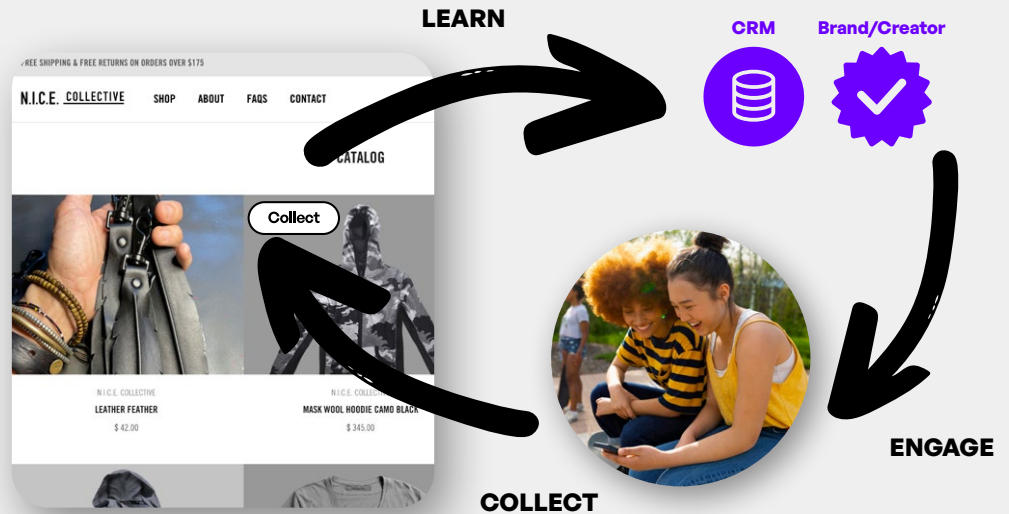 LEARN
CRM
Brand/Creator
FREE SHIPPING & FREE RETURNS ON ORDERS OVER $175
N.I.C.E. COLLECTIVE
SHOP
ABOUT
FAQS
CONTACT
CATALOG
Collect
N.I.C.E. COLLECTIVE
LEATHER FEATHER
$ 42.00
N.I.C.E. COLLECTIVE
MASK WOOL HOODIE CAMO BLACK
$ 345.00
ENGAGE
COLLECT